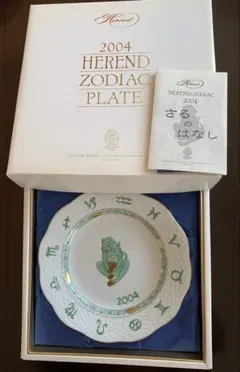 Herend
2004
HEREND
ZODIAC
PLATE
Herend
HEREND ZODIAC
2004
さる
の
はなし
♑ ♐ ♏ ♎ ♍ ♌ ♋ ♊ ♉ ♈ ♓ ♒
2004